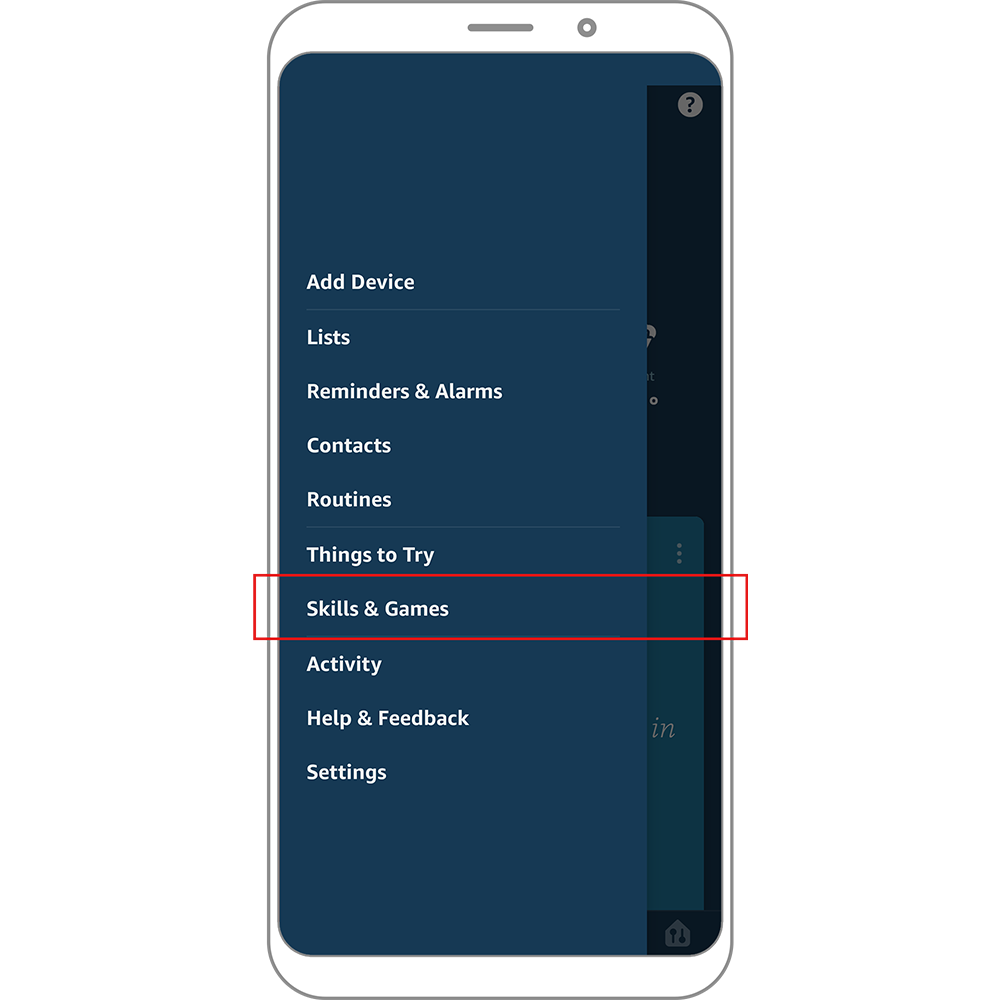 ?
Add Device
Lists
Reminders & Alarms
Contacts
Routines
Things to Try
Skills & Games
Activity
Help & Feedback
in
Settings